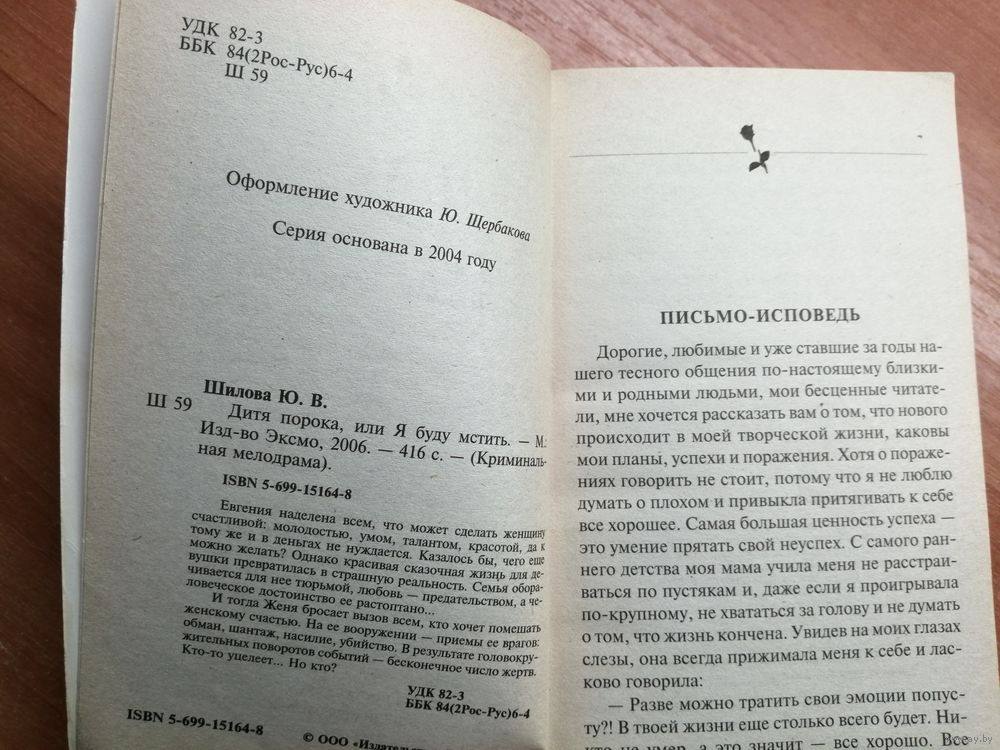 УДК 82-3
ББК 84(2Рос-Рус)6-4
Ш 59
Оформление художника Ю. Щербакова
Серия основана в 2004 году
Шилова Ю. В.
Ш 59
Дитя порока, или Я буду мстить. — М.:
Изд-во Эксмо, 2006. — 416 с. — (Криминаль-
ная мелодрама).
ISBN 5-699-15164-8
Евгения наделена всем, что может сделать женщину
счастливой: молодостью, умом, талантом, красотой, да к
тому же и в деньгах не нуждается. Казалось бы, чего еще
можно желать? Однако красивая сказочная жизнь для де-
вушки превратилась в страшную реальность. Семья обора-
чивается для нее тюрьмой, любовь — предательством, а че-
ловеческое достоинство ее растоптано...
И тогда Женя бросает вызов всем, кто хочет помешать
женскому счастью. На ее вооружении — приемы ее врагов:
обман, шантаж, насилие, убийство. В результате головокру-
жительных поворотов событий — бесконечное число жертв.
Кто-то уцелеет... Но кто?
УДК 82-3
ББК 84(2Рос-Рус)6-4
ISBN 5-699-15164-8
© ООО «Издательств
ПИСЬМО-ИСПОВЕДЬ
Дорогие, любимые и уже ставшие за годы на-
шего тесного общения по-настоящему близки-
ми и родными людьми, мои бесценные читате-
ли, мне хочется рассказать вам о том, что нового
происходит в моей творческой жизни, каковы
мои планы, успехи и поражения. Хотя о пораже-
ниях говорить не стоит, потому что я не люблю
думать о плохом и привыкла притягивать к себе
все хорошее. Самая большая ценность успеха —
это умение прятать свой неуспех. С самого ран-
него детства моя мама учила меня не расстраи-
ваться по пустякам и, даже если я проигрывала
по-крупному, не хвататься за голову и не думать
о том, что жизнь кончена. Увидев на моих глазах
слезы, она всегда прижимала меня к себе и лас-
ково говорила:
— Разве можно тратить свои эмоции попус-
ту?! В твоей жизни еще столько всего будет. Ни-
кто не умер, а это значит — все хорошо. Все